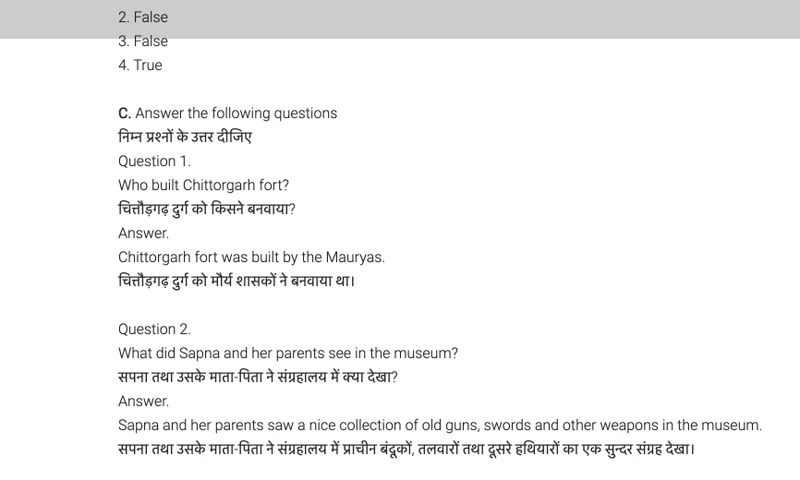 2. False
3. False
4. True
C. Answer the following questions
निम्न प्रश्नों के उत्तर दीजिए
Question 1.
Who built Chittorgarh fort?
चित्तौड़गढ़ दुर्ग को किसने बनवाया?
Answer.
Chittorgarh fort was built by the Mauryas.
चित्तौड़गढ़ दुर्ग को मौर्य शासकों ने बनवाया था।
Question 2.
What did Sapna and her parents see in the museum?
सपना तथा उसके माता-पिता ने संग्रहालय में क्या देखा?
Answer.
Sapna and her parents saw a nice collection of old guns, swords and other weapons in the museum.
सपना तथा उसके माता-पिता ने संग्रहालय में प्राचीन बंदूकों, तलवारों तथा दूसरे हथियारों का एक सुन्दर संग्रह देखा।